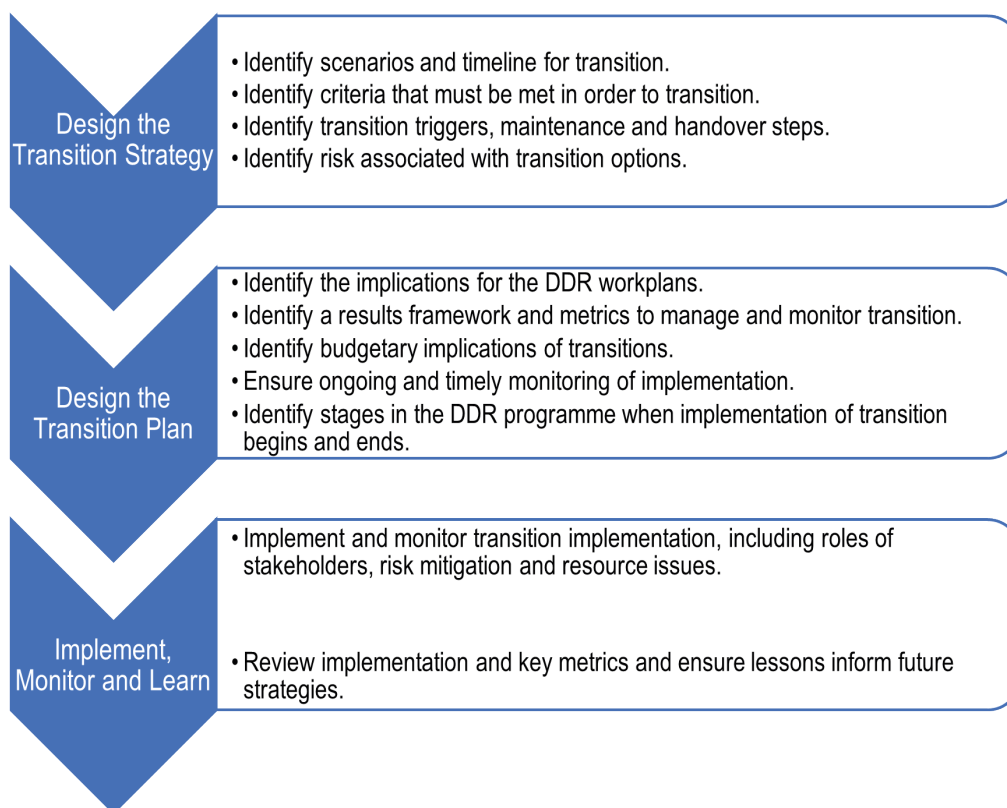 Design the
Transition Strategy
• Identify scenarios and timeline for transition.
• Identify criteria that must be met in order to transition.
• Identify transition triggers, maintenance and handover steps.
• Identify risk associated with transition options.
Design the
Transition Plan
• Identify the implications for the DDR workplans.
• Identify a results framework and metrics to manage and monitor transition.
• Identify budgetary implications of transitions.
• Ensure ongoing and timely monitoring of implementation.
• Identify stages in the DDR programme when implementation of transition
begins and ends.
Implement,
Monitor and Learn
• Implement and monitor transition implementation, including roles of
stakeholders, risk mitigation and resource issues.
• Review implementation and key metrics and ensure lessons inform future
strategies.